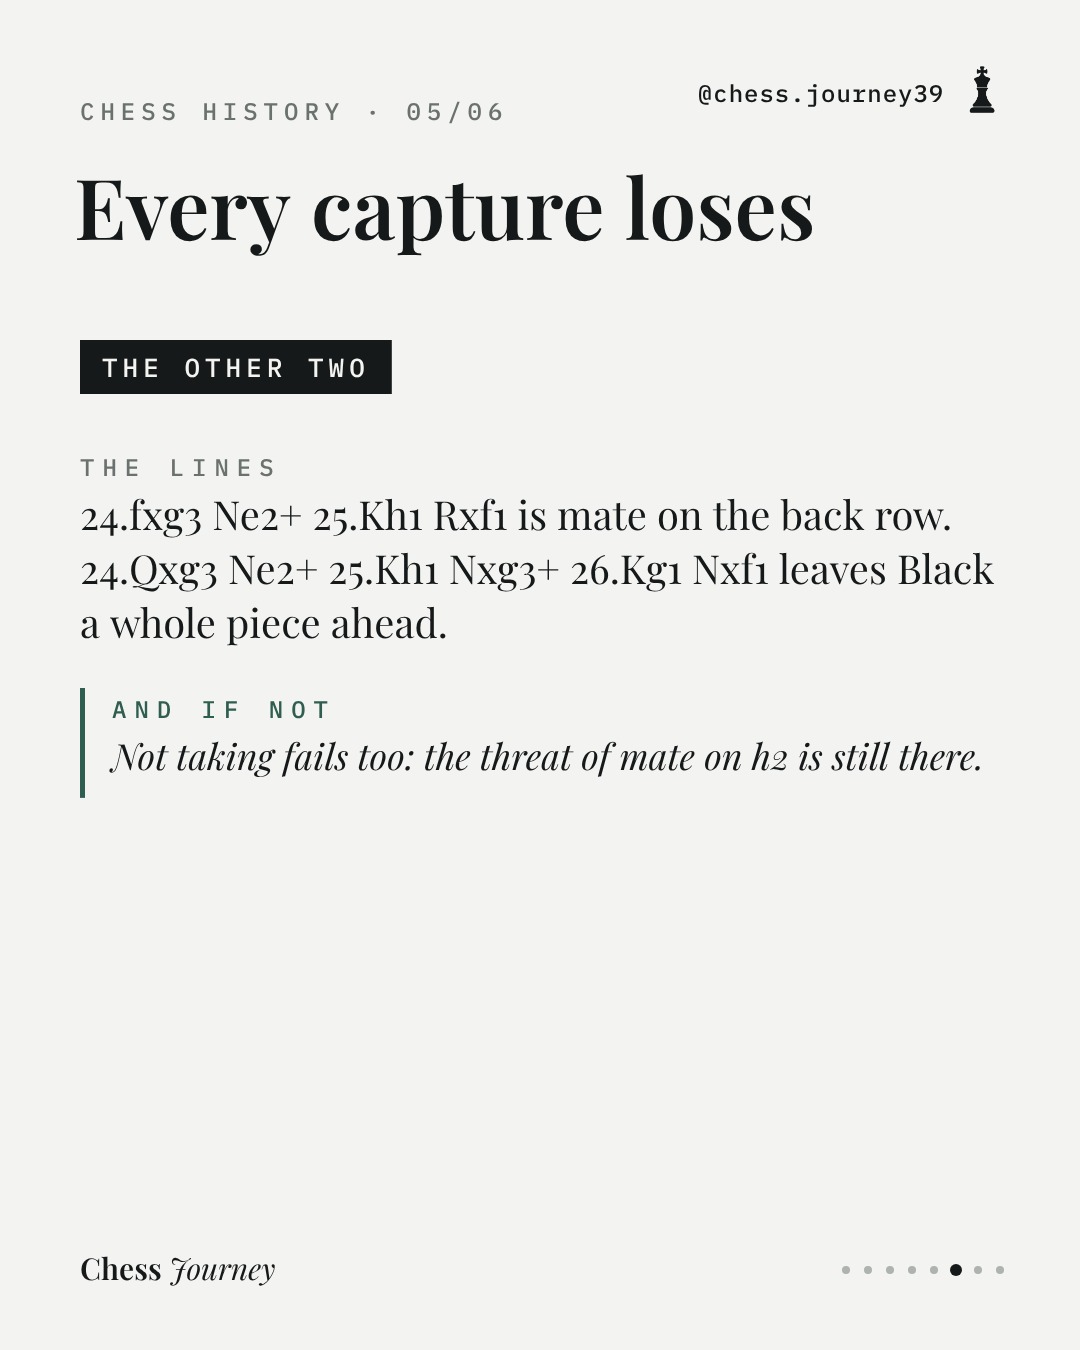 CHESS HISTORY · 05/06
@chess.journey39
Every capture loses
THE OTHER TWO
THE LINES
24.fxg3 Ne2+ 25.Kh1 Rxf1 is mate on the back row.
24.Qxg3 Ne2+ 25.Kh1 Nxg3+ 26.Kg1 Nxf1 leaves Black
a whole piece ahead.
AND IF NOT
Not taking fails too: the threat of mate on h2 is still there.
Chess Journey